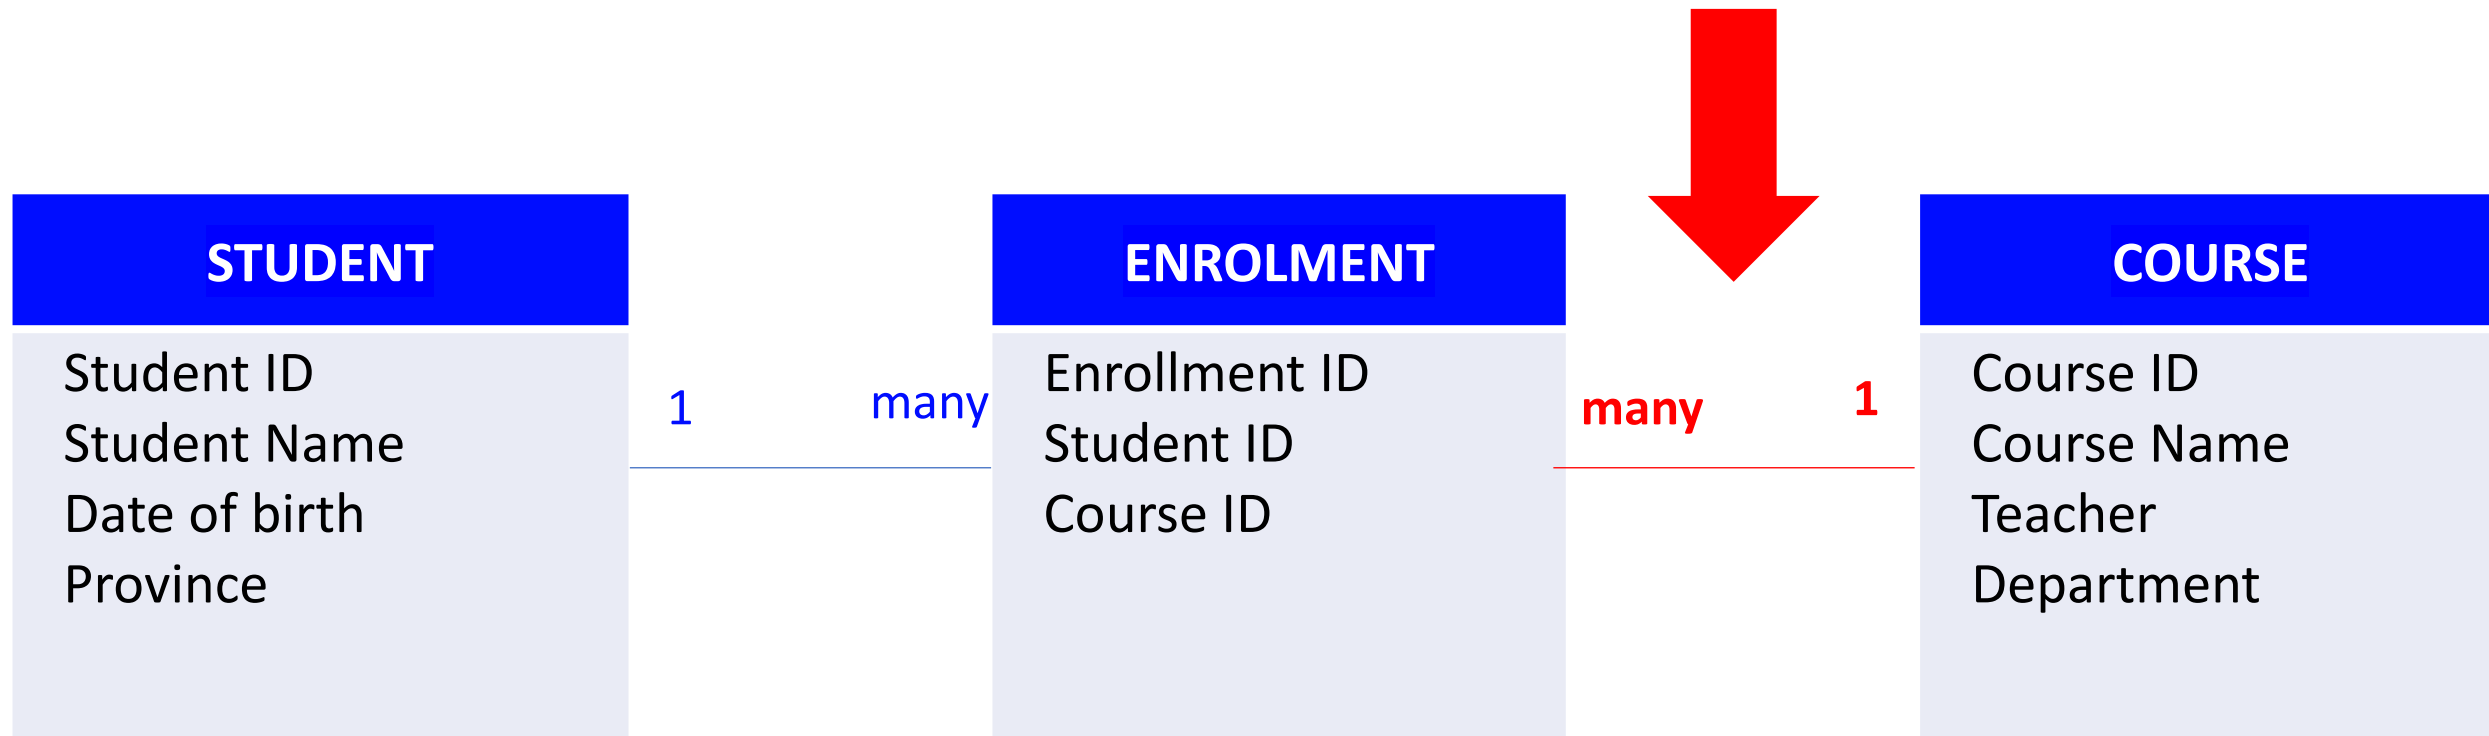 STUDENT
Student ID
Student Name
Date of birth
Province
1
many
ENROLMENT
Enrollment ID
Student ID
Course ID
many
1
COURSE
Course ID
Course Name
Teacher
Department